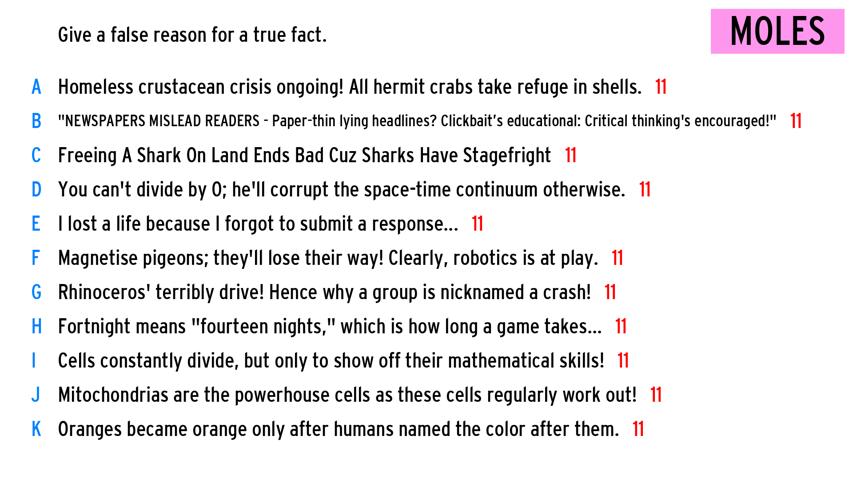 Give a false reason for a true fact.
MOLES
A Homeless crustacean crisis ongoing! All hermit crabs take refuge in shells. 11
B "NEWSPAPERS MISLEAD READERS - Paper-thin lying headlines? Clickbait's educational: Critical thinking's encouraged!" 11
C Freeing A Shark On Land Ends Bad Cuz Sharks Have Stagefright 11
D You can't divide by 0; he'll corrupt the space-time continuum otherwise. 11
E I lost a life because I forgot to submit a response... 11
F Magnetise pigeons; they'll lose their way! Clearly, robotics is at play. 11
G Rhinoceros' terribly drive! Hence why a group is nicknamed a crash! 11
H Fortnight means "fourteen nights," which is how long a game takes... 11
I Cells constantly divide, but only to show off their mathematical skills! 11
J Mitochondrias are the powerhouse cells as these cells regularly work out! 11
K Oranges became orange only after humans named the color after them. 11